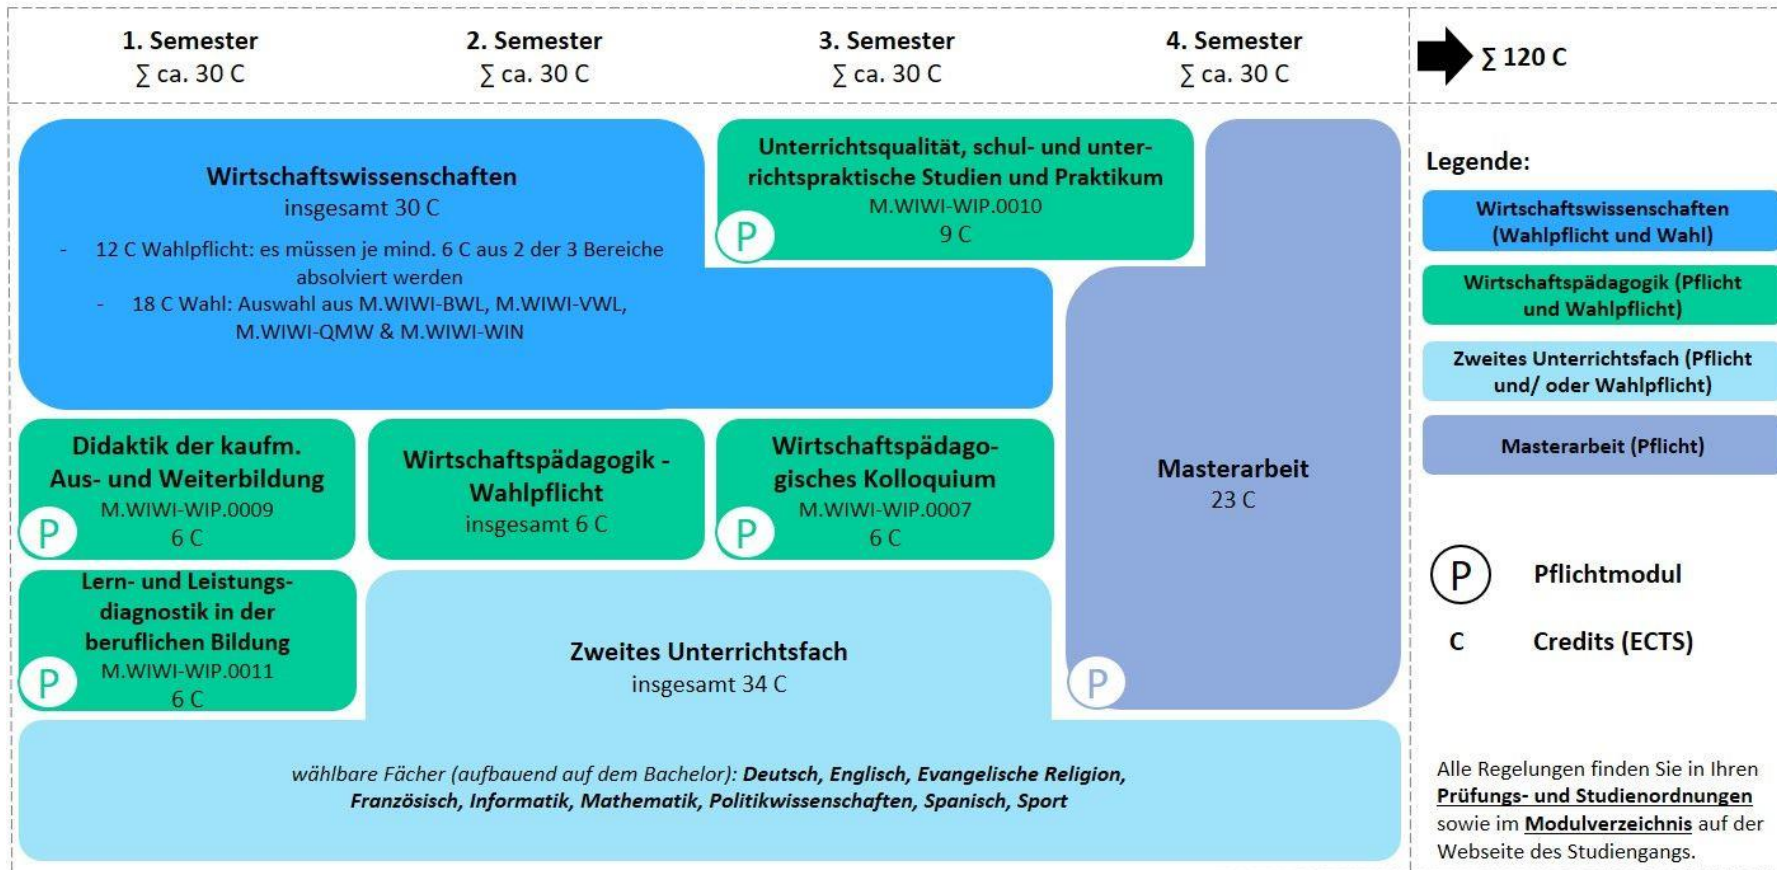 1. Semester
∑ ca. 30 C
2. Semester
∑ ca. 30 C
3. Semester
∑ ca. 30 C
4. Semester
∑ ca. 30 C
∑ 120 C
Wirtschaftswissenschaften
insgesamt 30 C
- 12 C Wahlpflicht: es müssen je mind. 6 C aus 2 der 3 Bereiche
absolviert werden
- 18 C Wahl: Auswahl aus M.WIWI-BWL, M.WIWI-VWL,
M.WIWI-QMW & M.WIWI-WIN
Unterrichtsqualität, schul- und unter-
richtspraktische Studien und Praktikum
M.WIWI-WIP.0010
9 C
P
Didaktik der kaufm.
Aus- und Weiterbildung
M.WIWI-WIP.0009
6 C
P
Wirtschaftspädagogik -
Wahlpflicht
insgesamt 6 C
Wirtschaftspädago-
gisches Kolloquium
M.WIWI-WIP.0007
6 C
P
Masterarbeit
23 C
P
Lern- und Leistungs-
diagnostik in der
beruflichen Bildung
M.WIWI-WIP.0011
6 C
P
Zweites Unterrichtsfach
insgesamt 34 C
wählbare Fächer (aufbauend auf dem Bachelor): Deutsch, Englisch, Evangelische Religion,
Französisch, Informatik, Mathematik, Politikwissenschaften, Spanisch, Sport
Legende:
Wirtschaftswissenschaften
(Wahlpflicht und Wahl)
Wirtschaftspädagogik (Pflicht
und Wahlpflicht)
Zweites Unterrichtsfach (Pflicht
und/ oder Wahlpflicht)
Masterarbeit (Pflicht)
P Pflichtmodul
C Credits (ECTS)
Alle Regelungen finden Sie in Ihren
Prüfungs- und Studienordnungen
sowie im Modulverzeichnis auf der
Webseite des Studiengangs.